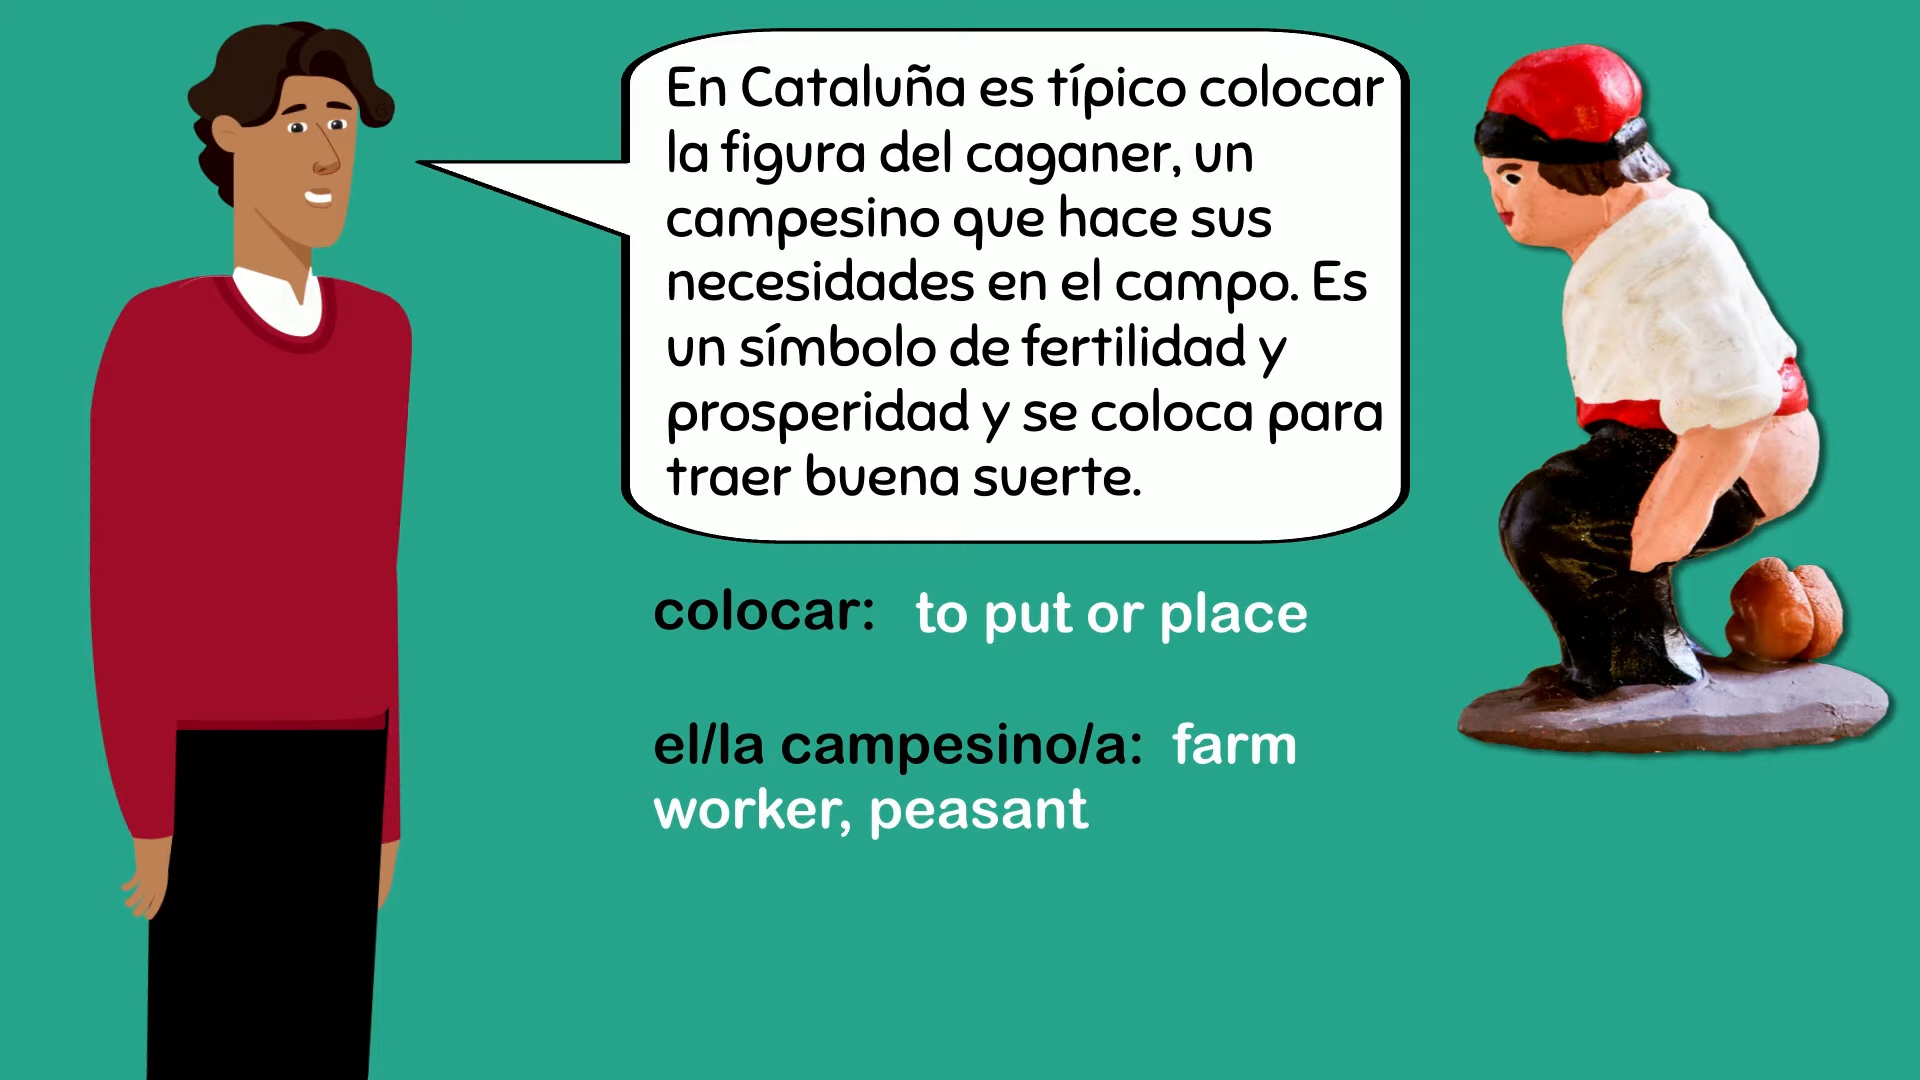 En Cataluña es típico colocar
la figura del caganer, un
campesino que hace sus
necesidades en el campo. Es
un símbolo de fertilidad y
prosperidad y se coloca para
traer buena suerte.
colocar: to put or place
el/la campesino/a: farm
worker, peasant